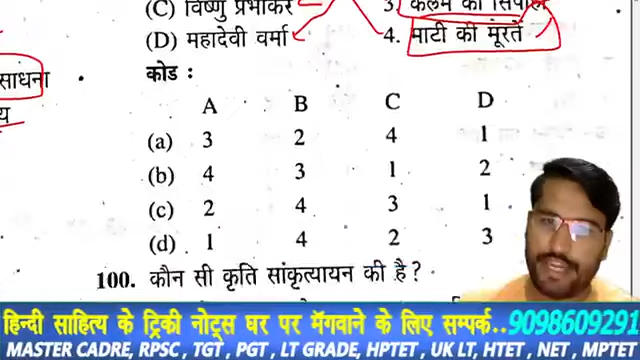 (C) विष्णु प्रभाकर 3. कलम का सिपाही
(D) महादेवी वर्मा 4. माटी की मूरतें
साधना
य
कोड :
A B C D
(a) 3 2 4 1
(b) 4 3 1 2
(c) 2 4 3 1
(d) 1 4 2 3
100. कौन सी कृति सांकृत्यायन की है?
हिन्दी साहित्य के ट्रिकी नोट्स घर पर मॅगवाने के लिए सम्पर्क..9098609291
MASTER CADRE, RPSC , TGT , PGT , LT GRADE, HPTET , UK LT, HTET , NET , MPTET